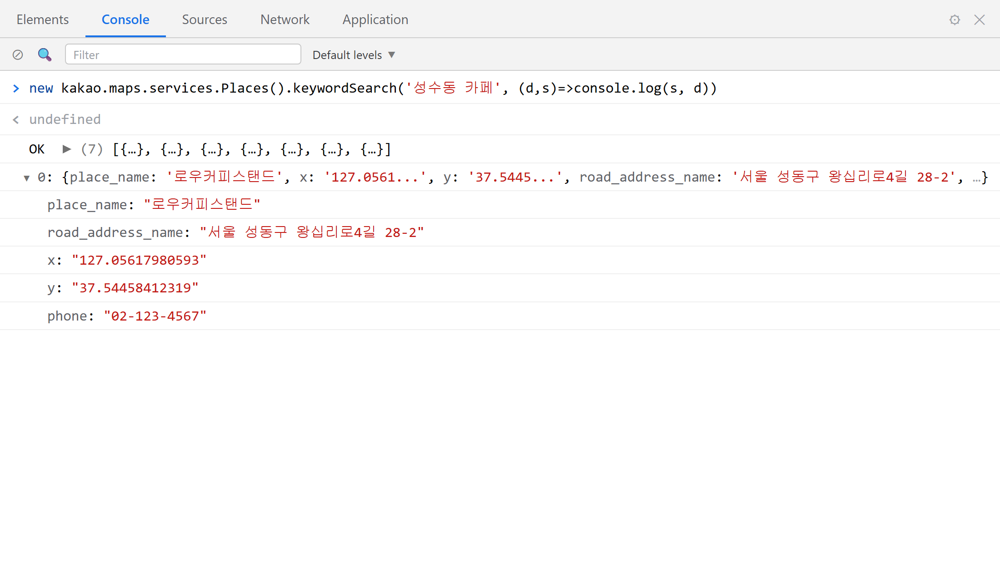 Elements Console Sources Network Application
Filter Default levels ▼
> new kakao.maps.services.Places().keywordSearch('성수동 카페', (d,s)=>console.log(s, d))
< undefined
OK ▶ (7) [{…}, {…}, {…}, {…}, {…}, {…}, {…}]
▼ 0: {place_name: '로우커피스탠드', x: '127.0561...', y: '37.5445...', road_address_name: '서울 성동구 왕십리로4길 28-2', …}
place_name: "로우커피스탠드"
road_address_name: "서울 성동구 왕십리로4길 28-2"
x: "127.05617980593"
y: "37.54458412319"
phone: "02-123-4567"